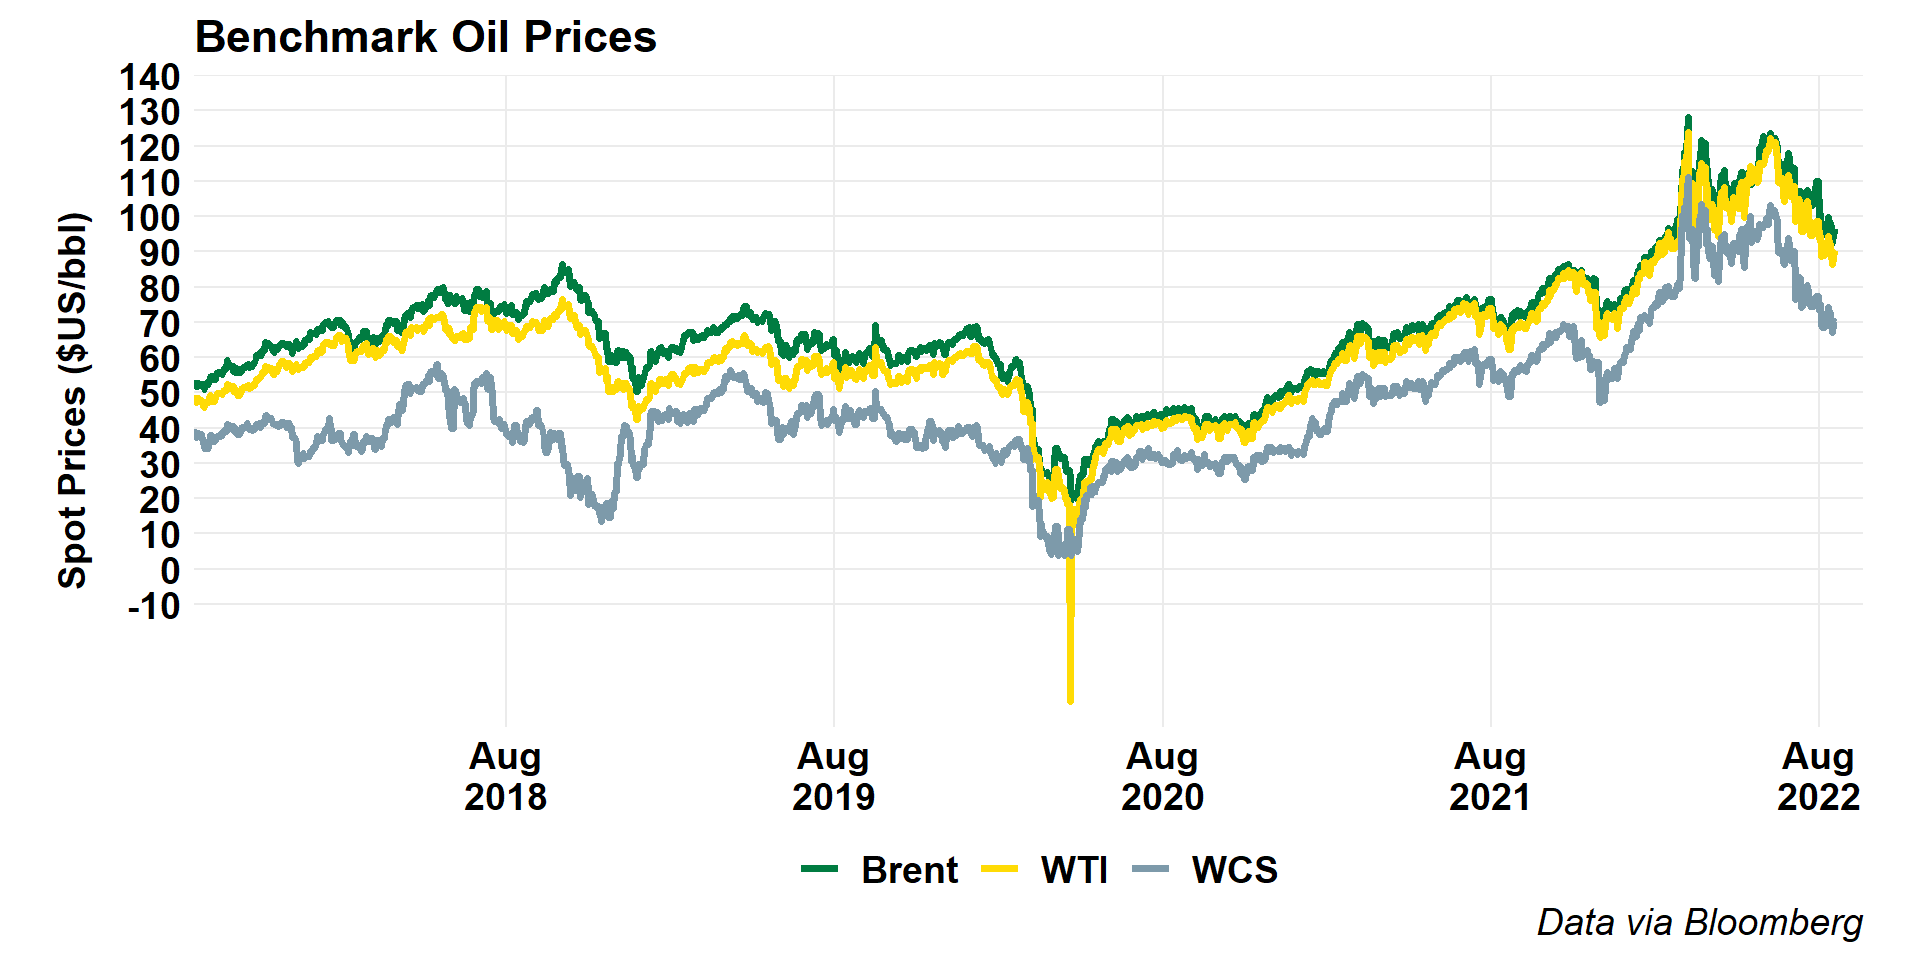 Benchmark Oil Prices
140
130
120
110
100
90
80
70
60
50
40
30
20
10
0
-10
Spot Prices ($US/bbl)
Aug
2018
Aug
2019
Aug
2020
Aug
2021
Aug
2022
Brent
WTI
WCS
Data via Bloomberg